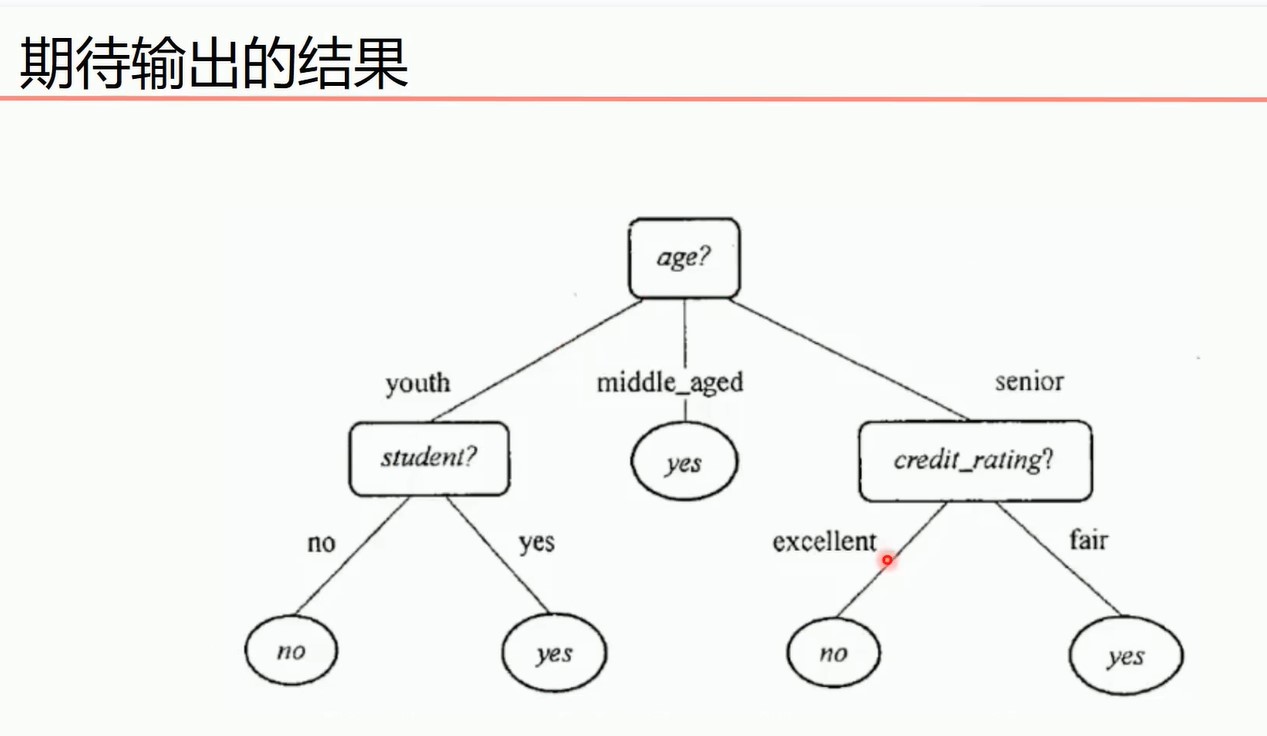 期待输出的结果
age?
youth
middle_aged
senior
student?
yes
credit_rating?
no
yes
excellent
fair
no
yes
no
yes